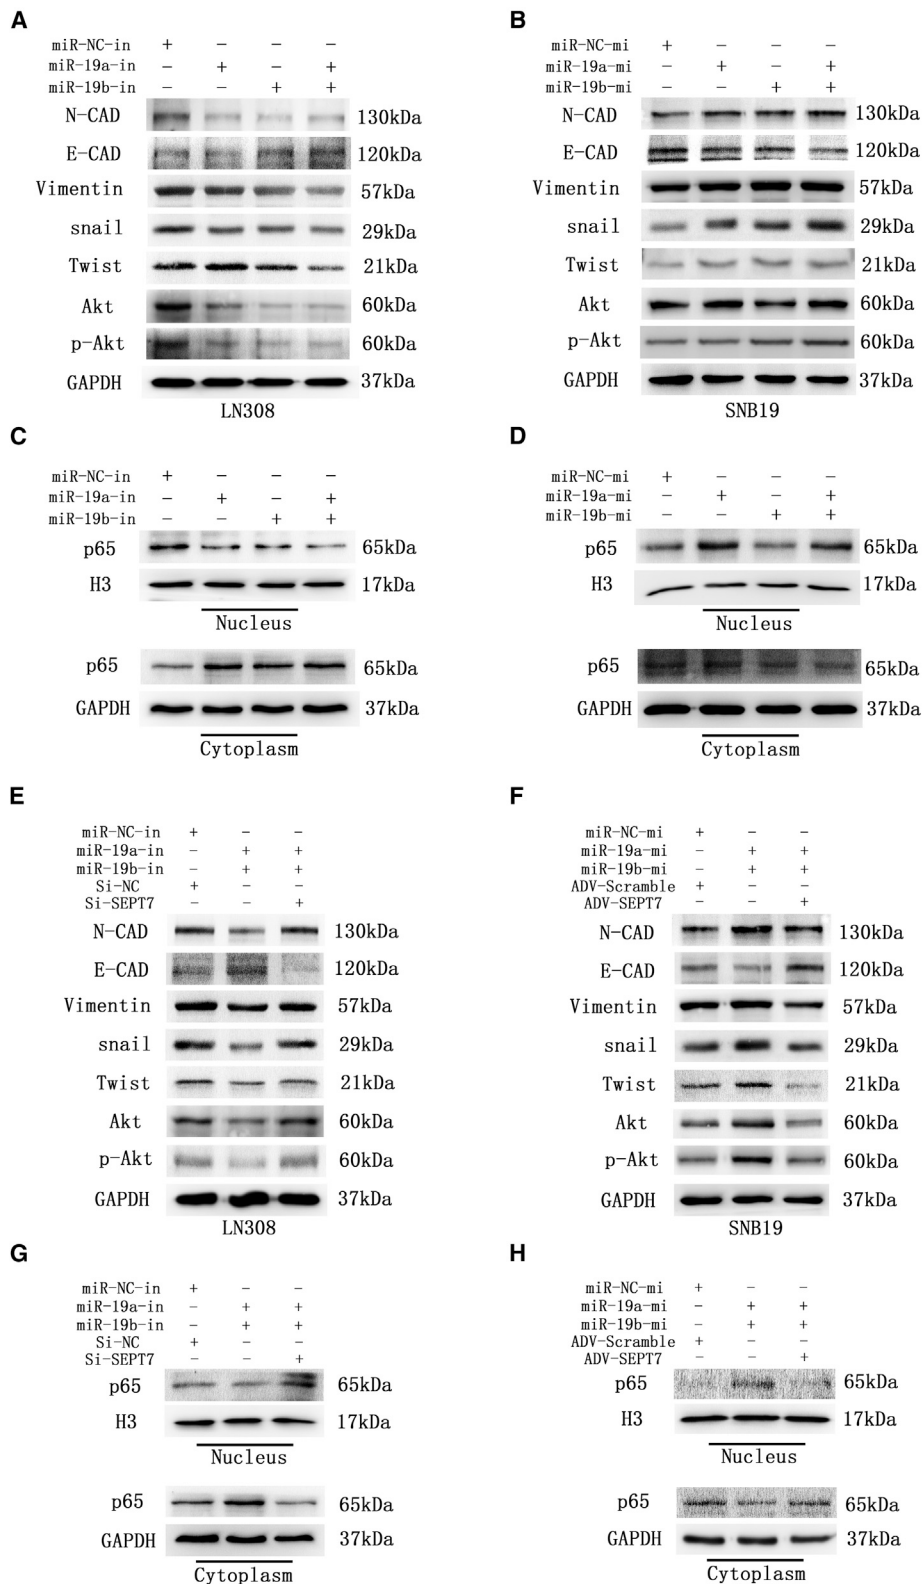 A
miR-NC-in + − − −
miR-19a-in − + − +
miR-19b-in − − + +
N-CAD 130kDa
E-CAD 120kDa
Vimentin 57kDa
snail 29kDa
Twist 21kDa
Akt 60kDa
p-Akt 60kDa
GAPDH 37kDa
LN308
B
miR-NC-mi + − − −
miR-19a-mi − + − +
miR-19b-mi − − + +
N-CAD 130kDa
E-CAD 120kDa
Vimentin 57kDa
snail 29kDa
Twist 21kDa
Akt 60kDa
p-Akt 60kDa
GAPDH 37kDa
SNB19
C
miR-NC-in + − − −
miR-19a-in − + − +
miR-19b-in − − + +
p65 65kDa
H3 17kDa
Nucleus
p65 65kDa
GAPDH 37kDa
Cytoplasm
D
miR-NC-mi + − − −
miR-19a-mi − + − +
miR-19b-mi − − + +
p65 65kDa
H3 17kDa
Nucleus
p65 65kDa
GAPDH 37kDa
Cytoplasm
E
miR-NC-in + − −
miR-19a-in − + +
miR-19b-in − + +
Si-NC + − −
Si-SEPT7 − − +
N-CAD 130kDa
E-CAD 120kDa
Vimentin 57kDa
snail 29kDa
Twist 21kDa
Akt 60kDa
p-Akt 60kDa
GAPDH 37kDa
LN308
F
miR-NC-mi + − −
miR-19a-mi − + +
miR-19b-mi − + +
ADV-Scramble + − −
ADV-SEPT7 − − +
N-CAD 130kDa
E-CAD 120kDa
Vimentin 57kDa
snail 29kDa
Twist 21kDa
Akt 60kDa
p-Akt 60kDa
GAPDH 37kDa
SNB19
G
miR-NC-in + − −
miR-19a-in − + +
miR-19b-in − + +
Si-NC + − −
Si-SEPT7 − − +
p65 65kDa
H3 17kDa
Nucleus
p65 65kDa
GAPDH 37kDa
Cytoplasm
H
miR-NC-mi + − −
miR-19a-mi − + +
miR-19b-mi − + +
ADV-Scramble + − −
ADV-SEPT7 − − +
p65 65kDa
H3 17kDa
Nucleus
p65 65kDa
GAPDH 37kDa
Cytoplasm